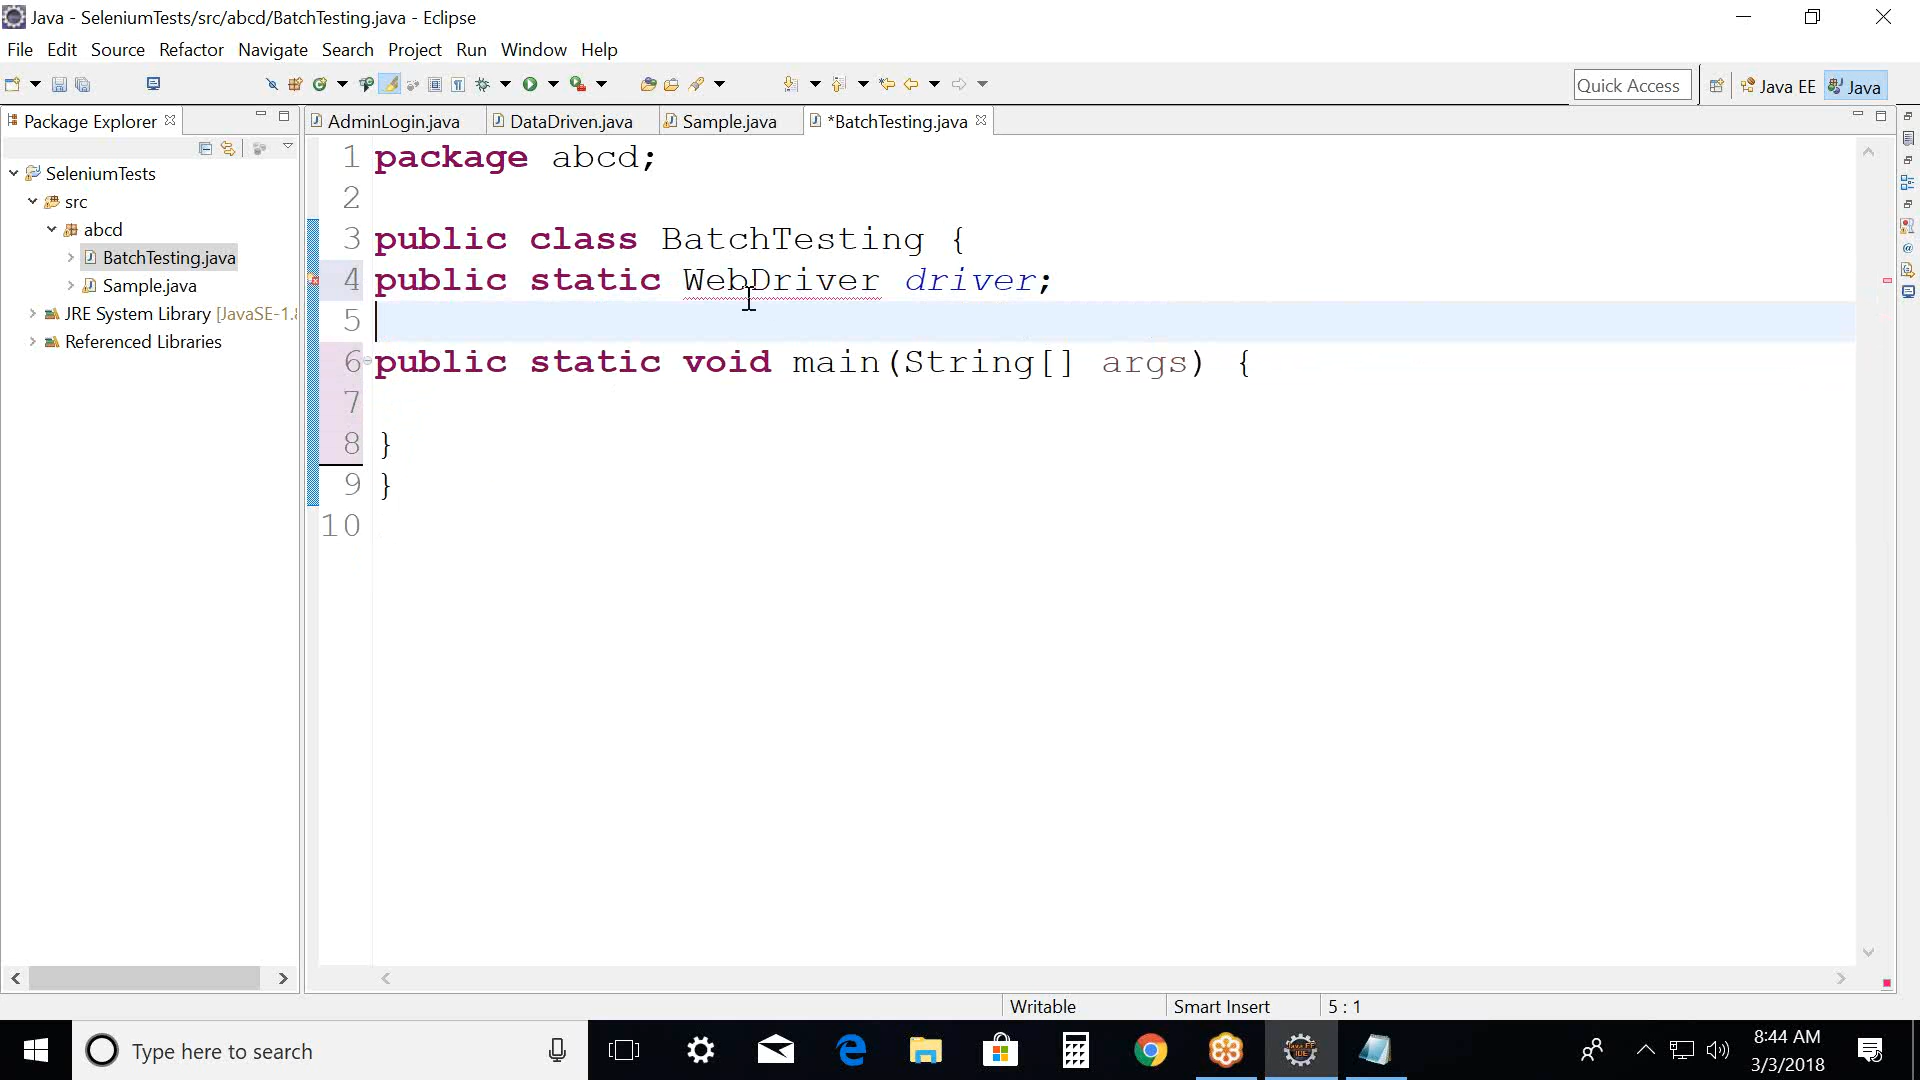 Java - SeleniumTests/src/abcd/BatchTesting.java - Eclipse
File Edit Source Refactor Navigate Search Project Run Window Help
Quick Access
Java EE
Java
Package Explorer
AdminLogin.java
DataDriven.java
Sample.java
*BatchTesting.java
SeleniumTests
src
abcd
BatchTesting.java
Sample.java
JRE System Library [JavaSE-1.8
Referenced Libraries
1 package abcd;
2
3 public class BatchTesting {
4 public static WebDriver driver;
5
6 public static void main(String[] args) {
7
8 }
9 }
10
Writable
Smart Insert
5 : 1
Type here to search
Java EE
IDE
8:44 AM
3/3/2018